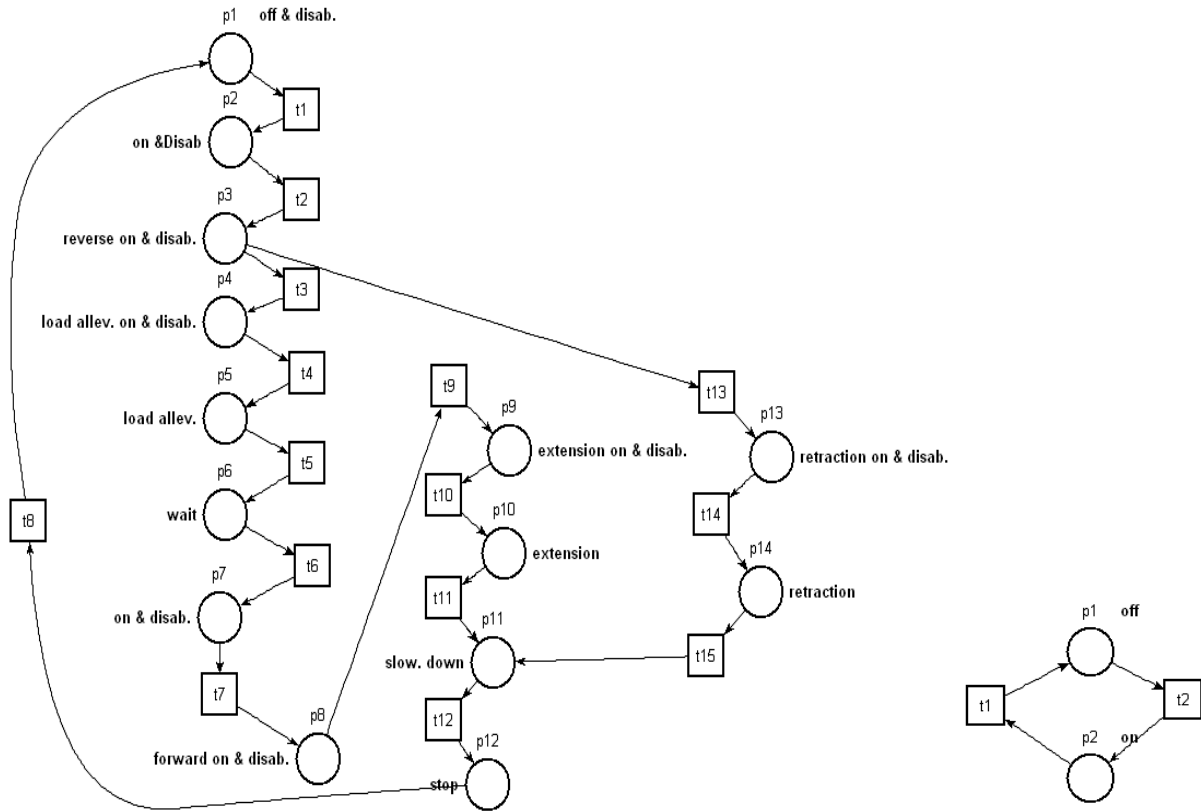 p1 off & disab.
t1
p2
on &Disab
t2
p3
reverse on & disab.
t3
p4
load allev. on & disab.
t4
p5
load allev.
t5
p6
wait
t6
p7
on & disab.
t7
p8
forward on & disab.
t8
t9
p9
extension on & disab.
t10
p10
extension
t11
p11
slow. down
t12
p12
stop
t13
p13
retraction on & disab.
t14
p14
retraction
t15
p1 off
t1
t2
p2 on